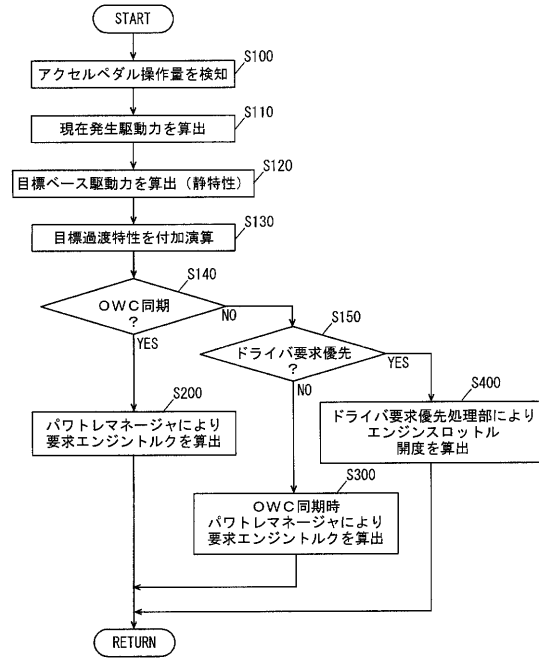 START
S100
アクセルペダル操作量を検知
S110
現在発生駆動力を算出
S120
目標ベース駆動力を算出（静特性）
S130
目標過渡特性を付加演算
S140
OWC同期
?
NO
YES
S150
ドライバ要求優先
?
YES
NO
S200
パワトレマネージャにより
要求エンジントルクを算出
S400
ドライバ要求優先処理部により
エンジンスロットル
開度を算出
S300
OWC同期時
パワトレマネージャにより
要求エンジントルクを算出
RETURN